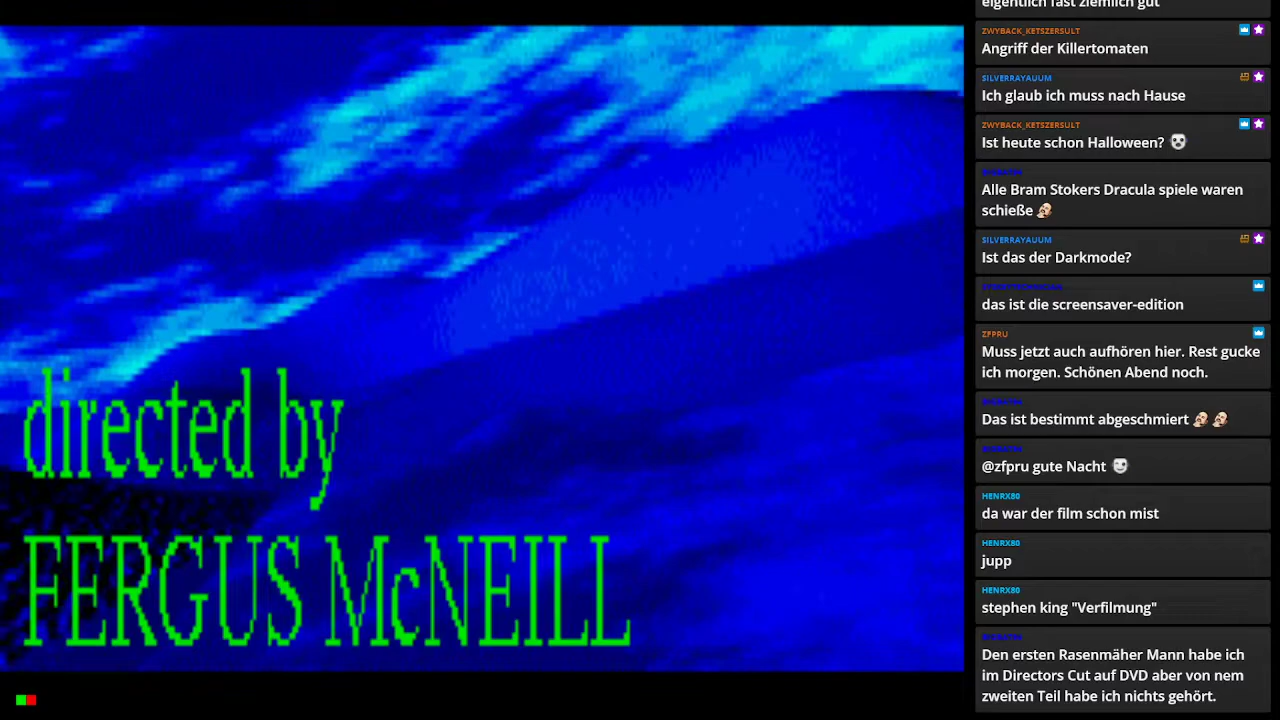 directed by
FERGUS McNEILL
eigentlich fast ziemlich gut
ZWYBACK_KETSZERSULT
Angriff der Killertomaten
SILVERRAYAUUM
Ich glaub ich muss nach Hause
ZWYBACK_KETSZERSULT
Ist heute schon Halloween?
Alle Bram Stokers Dracula spiele waren
schieße
SILVERRAYAUUM
Ist das der Darkmode?
das ist die screensaver-edition
ZFPRU
Muss jetzt auch aufhören hier. Rest gucke
ich morgen. Schönen Abend noch.
Das ist bestimmt abgeschmiert
@zfpru gute Nacht
HENRX80
da war der film schon mist
HENRX80
jupp
HENRX80
stephen king "Verfilmung"
Den ersten Rasenmäher Mann habe ich
im Directors Cut auf DVD aber von nem
zweiten Teil habe ich nichts gehört.